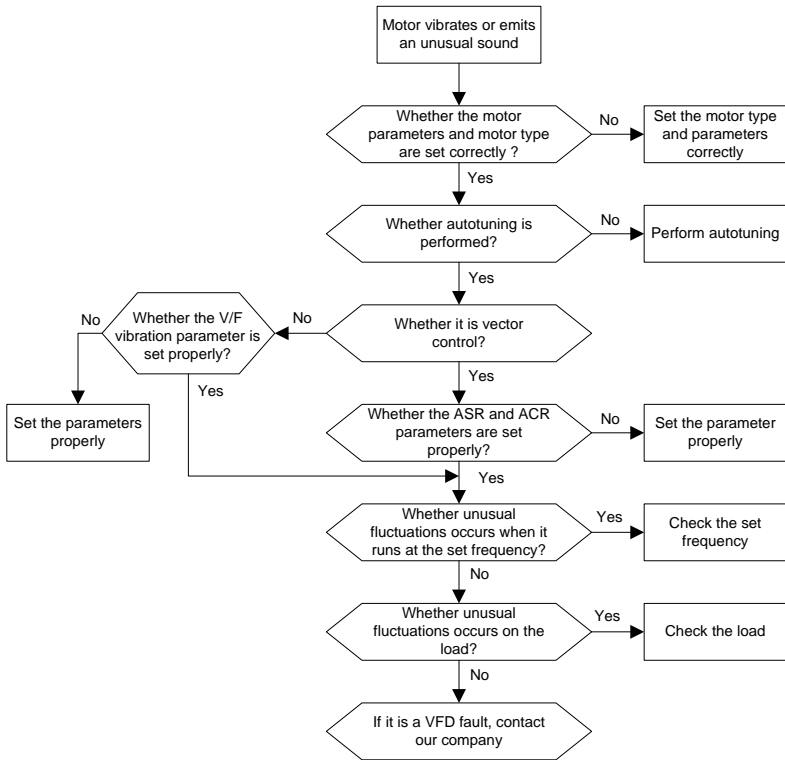 Motor vibrates or emits
an unusual sound
Whether the motor
parameters and motor type
are set correctly ?
No
Set the motor type
and parameters
correctly
Yes
Whether autotuning is
performed?
No
Perform autotuning
Yes
Whether the V/F
vibration parameter is
set properly?
No
No
Whether it is vector
control?
Yes
Yes
Set the parameters
properly
Whether the ASR and ACR
parameters are set
properly?
No
Set the parameter
properly
Yes
Whether unusual
fluctuations occurs when it
runs at the set frequency?
Yes
Check the set
frequency
No
Whether unusual
fluctuations occurs on the
load?
Yes
Check the load
No
If it is a VFD fault, contact
our company